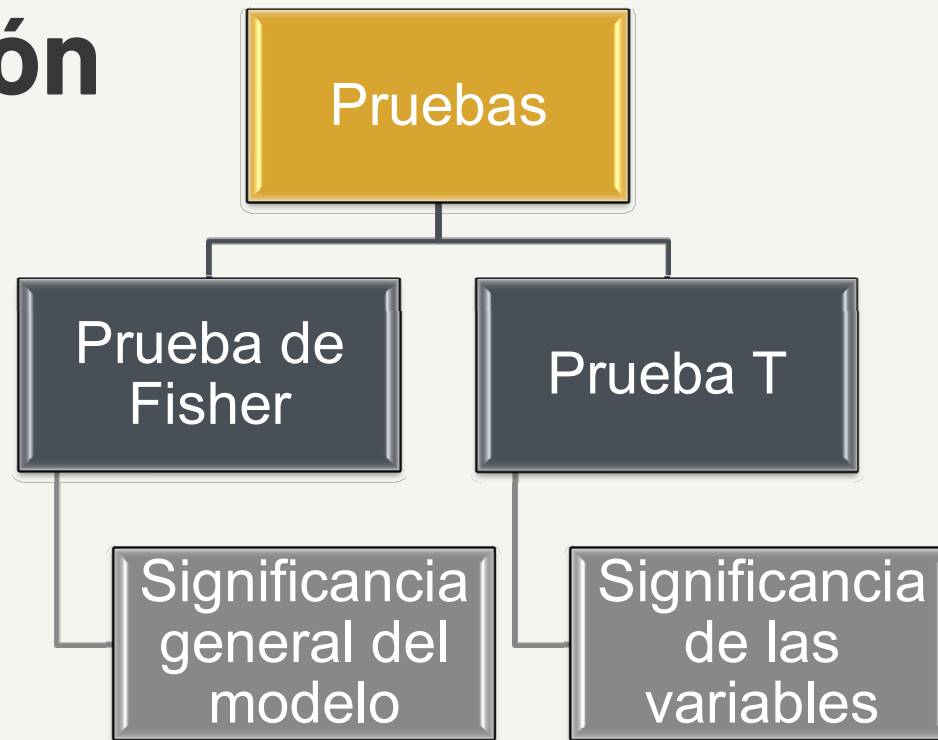 ón
Pruebas
Prueba de
Fisher
Prueba T
Significancia
general del
modelo
Significancia
de las
variables